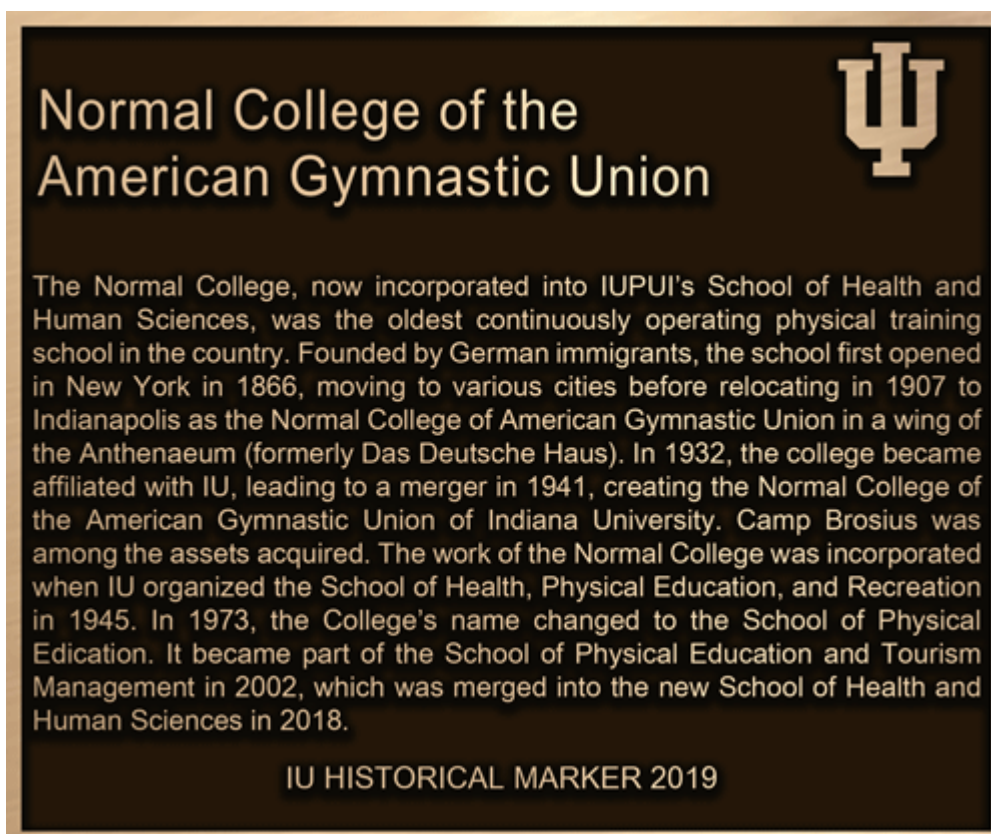 Normal College of the
American Gymnastic Union
The Normal College, now incorporated into IUPUI's School of Health and
Human Sciences, was the oldest continuously operating physical training
school in the country. Founded by German immigrants, the school first opened
in New York in 1866, moving to various cities before relocating in 1907 to
Indianapolis as the Normal College of American Gymnastic Union in a wing of
the Anthenaeum (formerly Das Deutsche Haus). In 1932, the college became
affiliated with IU, leading to a merger in 1941, creating the Normal College of
the American Gymnastic Union of Indiana University. Camp Brosius was
among the assets acquired. The work of the Normal College was incorporated
when IU organized the School of Health, Physical Education, and Recreation
in 1945. In 1973, the College's name changed to the School of Physical
Edication. It became part of the School of Physical Education and Tourism
Management in 2002, which was merged into the new School of Health and
Human Sciences in 2018.
IU HISTORICAL MARKER 2019